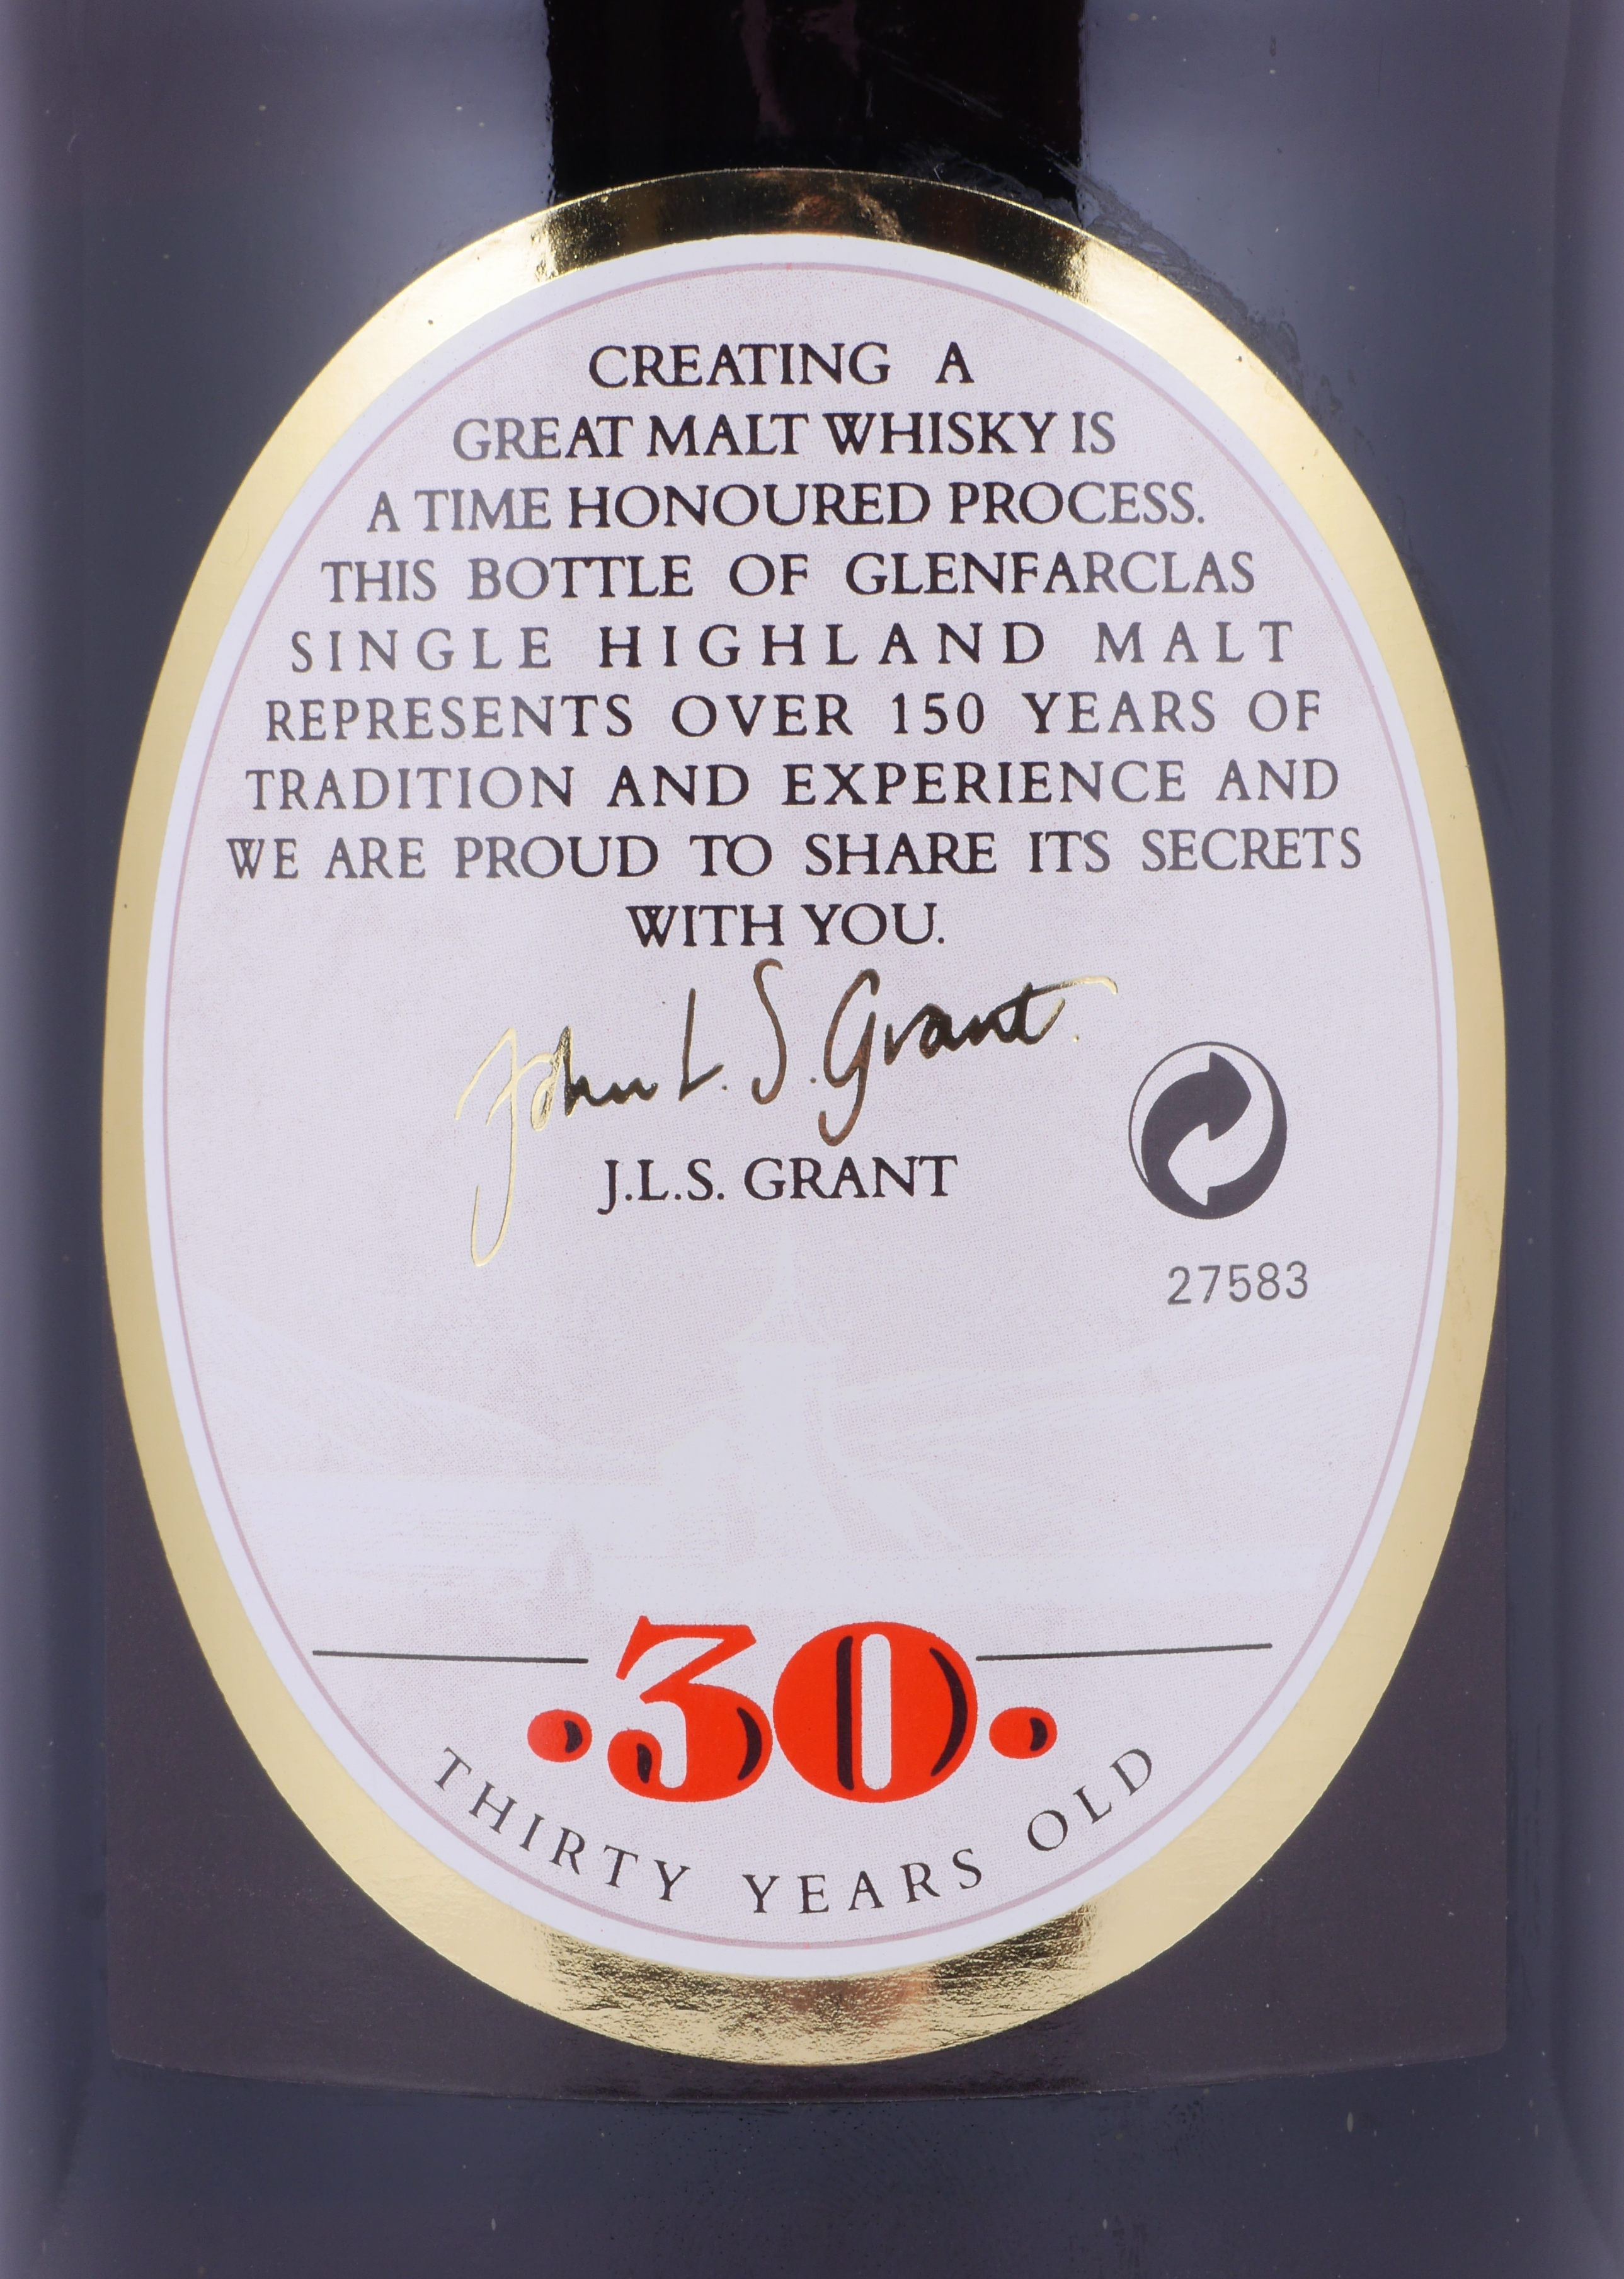 CREATING A
GREAT MALT WHISKY IS
A TIME HONOURED PROCESS.
THIS BOTTLE OF GLENFARCLAS
SINGLE HIGHLAND MALT
REPRESENTS OVER 150 YEARS OF
TRADITION AND EXPERIENCE AND
WE ARE PROUD TO SHARE ITS SECRETS
WITH YOU.
John L. S. Grant.
J.L.S. GRANT
27583
·30·
THIRTY YEARS OLD